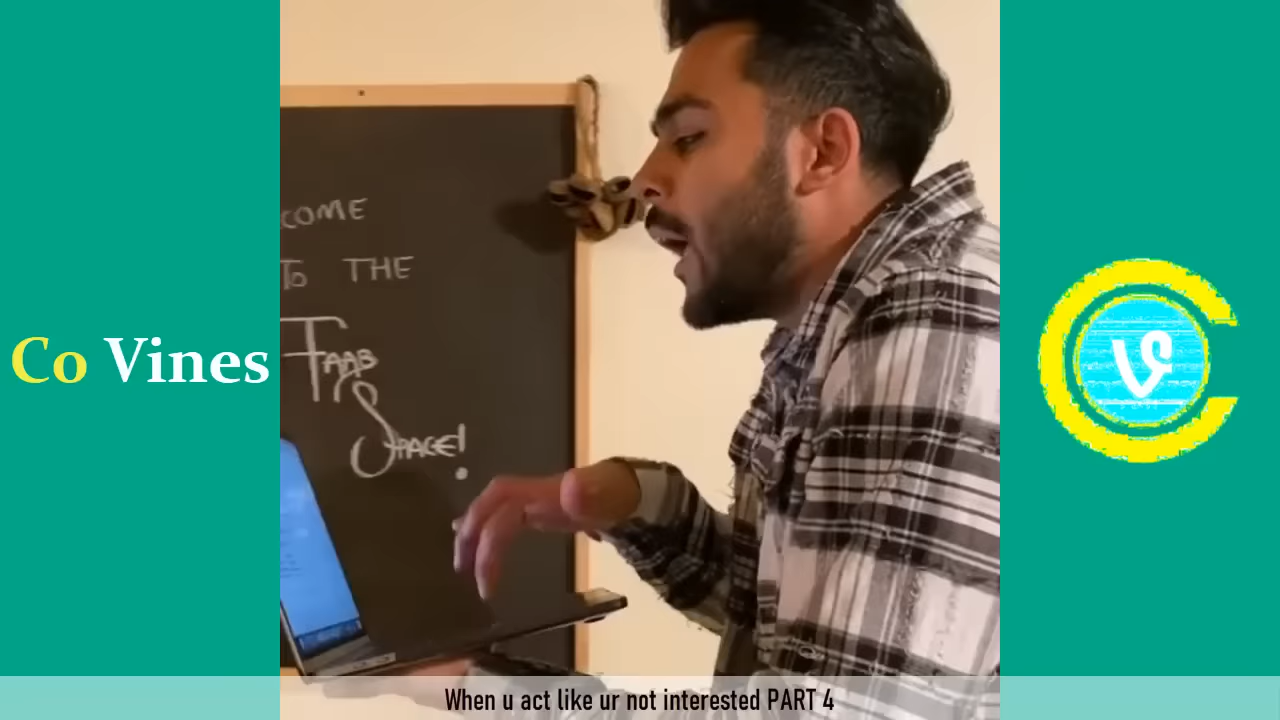 COME
TO THE
FAAB
SPACE!
Co Vines
When u act like ur not interested PART 4